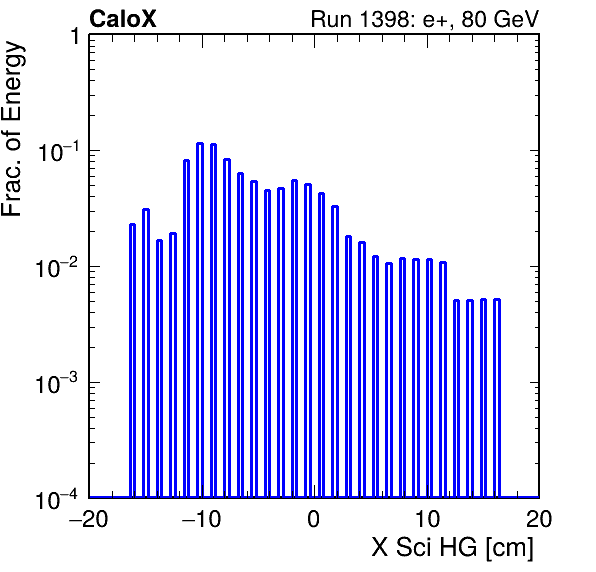 CaloX Run 1398: e+, 80 GeV
Frac. of Energy
1
10⁻¹
10⁻²
10⁻³
10⁻⁴
−20 −10 0 10 20
X Sci HG [cm]